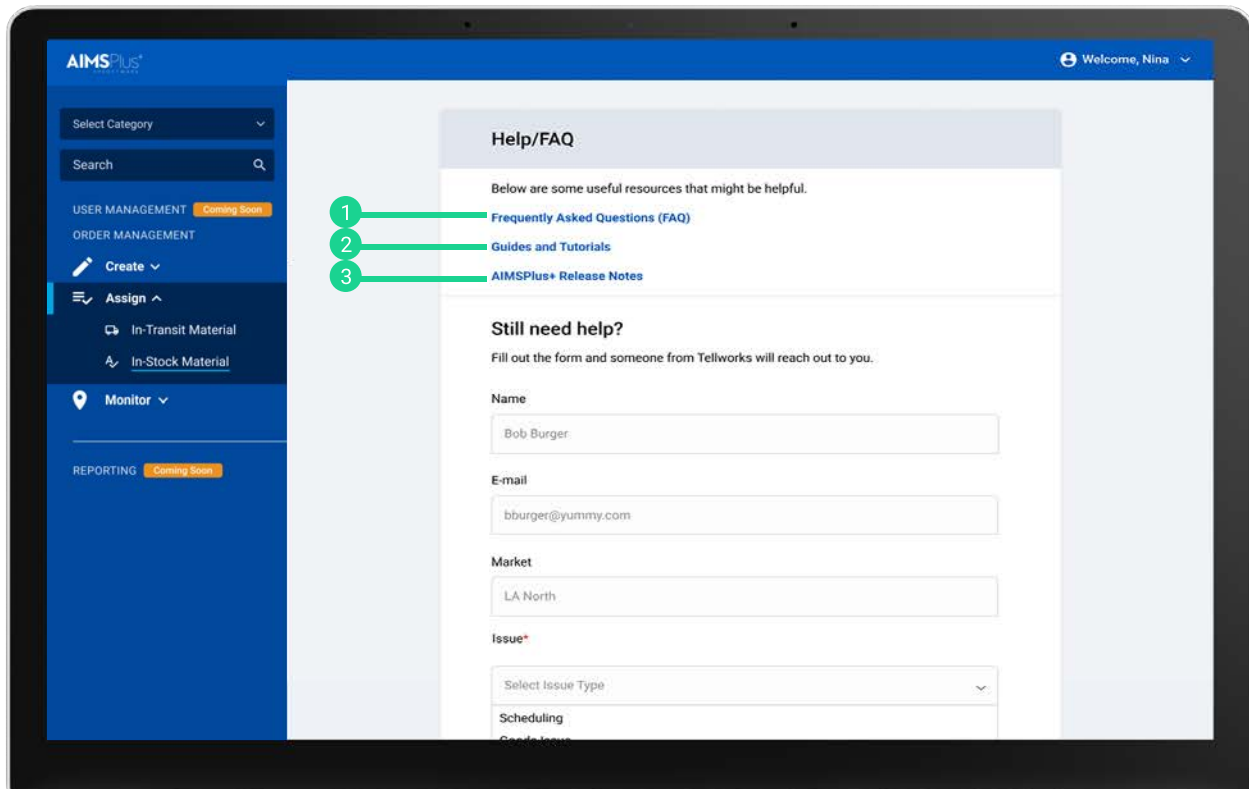 AIMSPlus+
Welcome, Nina
Select Category
Search
USER MANAGEMENT Coming Soon
ORDER MANAGEMENT
Create
Assign
In-Transit Material
In-Stock Material
Monitor
REPORTING Coming Soon
Help/FAQ
Below are some useful resources that might be helpful.
1 Frequently Asked Questions (FAQ)
2 Guides and Tutorials
3 AIMSPlus+ Release Notes
Still need help?
Fill out the form and someone from Tellworks will reach out to you.
Name
Bob Burger
E-mail
bburger@yummy.com
Market
LA North
Issue*
Select Issue Type
Scheduling